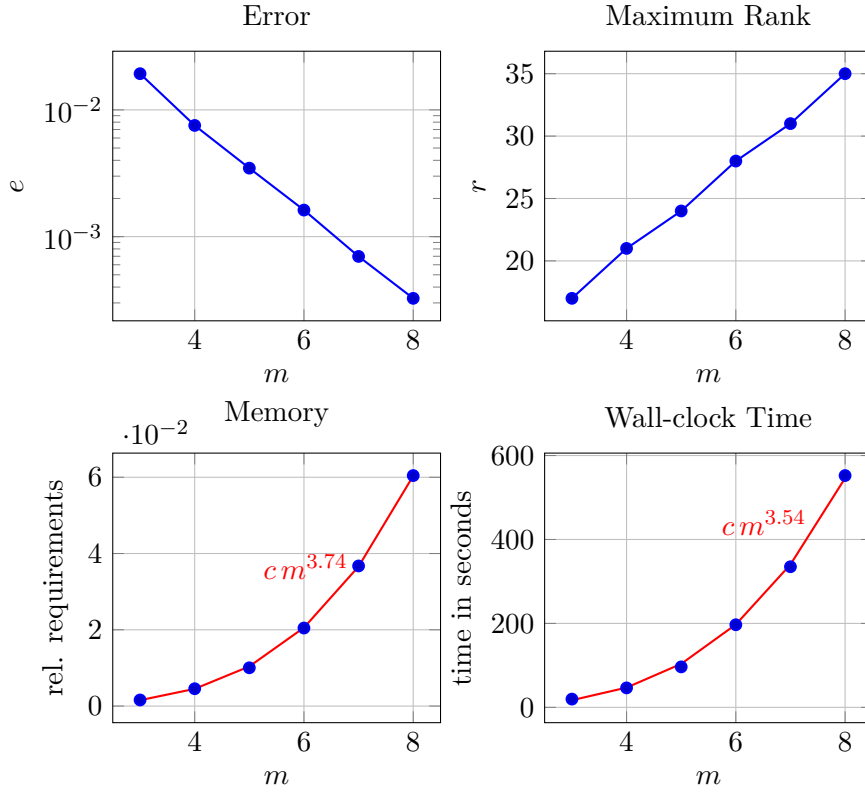 Error
10^{-2}
10^{-3}
e
4
6
8
m
Maximum Rank
35
30
25
20
r
4
6
8
m
Memory
·10^{-2}
6
4
2
0
rel. requirements
c m^{3.74}
4
6
8
m
Wall-clock Time
600
400
200
0
time in seconds
c m^{3.54}
4
6
8
m